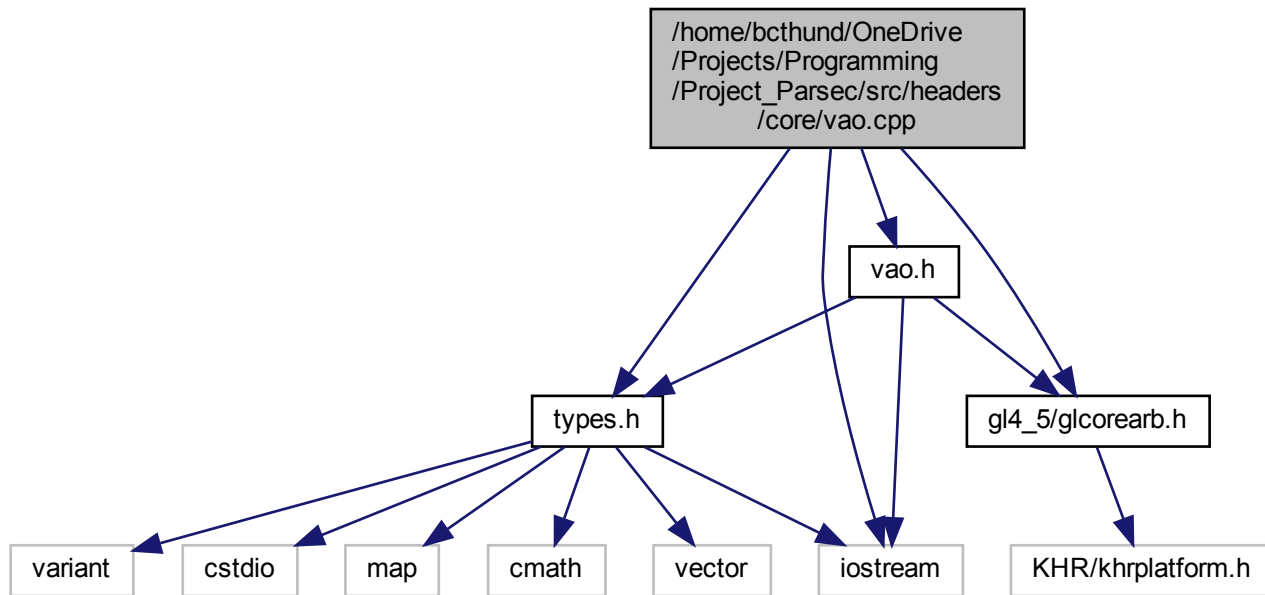 /home/bcthund/OneDrive
/Projects/Programming
/Project_Parsec/src/headers
/core/vao.cpp
vao.h
types.h
gl4_5/glcorearb.h
variant
cstdio
map
cmath
vector
iostream
KHR/khrplatform.h